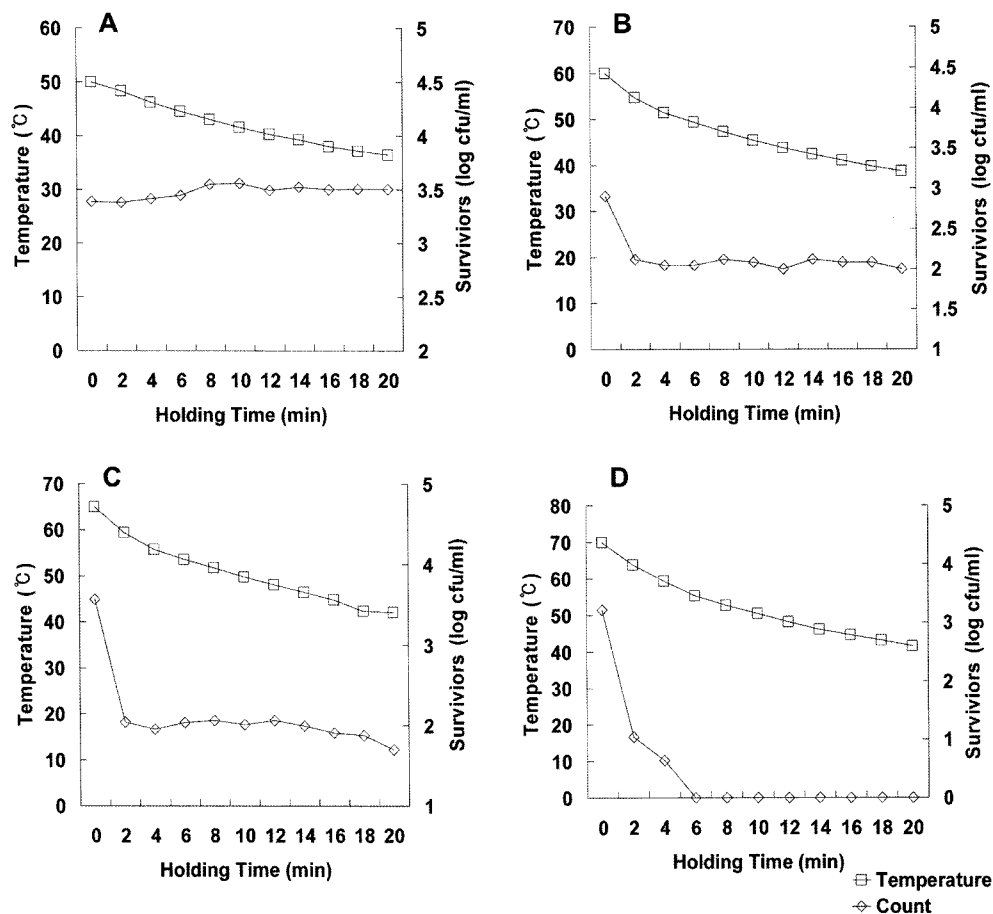 A
Temperature (℃)
60
50
40
30
20
10
0
5
4.5
4
3.5
3
2.5
2
Surviviors (log cfu/ml)
0 2 4 6 8 10 12 14 16 18 20
Holding Time (min)
B
Temperature (℃)
70
60
50
40
30
20
10
0
5
4.5
4
3.5
3
2.5
2
1.5
1
Surviviors (log cfu/ml)
0 2 4 6 8 10 12 14 16 18 20
Holding Time (min)
C
Temperature (℃)
70
60
50
40
30
20
10
0
5
4
3
2
1
Surviviors (log cfu/ml)
0 2 4 6 8 10 12 14 16 18 20
Holding Time (min)
D
Temperature (℃)
80
70
60
50
40
30
20
10
0
5
4
3
2
1
0
Surviviors (log cfu/ml)
0 2 4 6 8 10 12 14 16 18 20
Holding Time (min)
Temperature
Count